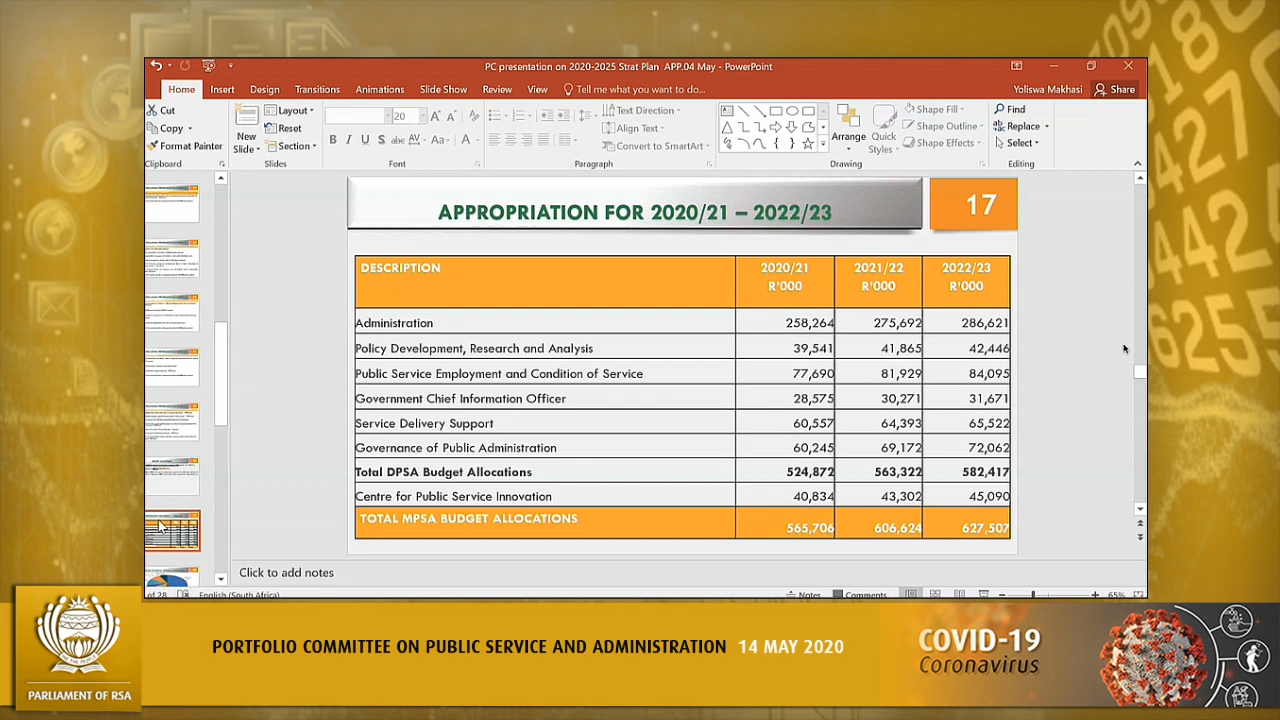 PC presentation on 2020-2025 Strat Plan APP.04 May - PowerPoint
Home Insert Design Transitions Animations Slide Show Review View Tell me what you want to do... Yoliswa Makhasi Share
Cut
Copy
Format Painter
Clipboard
New Slide
Layout
Reset
Section
Slides
20
Font
Text Direction
Align Text
Convert to SmartArt
Paragraph
Arrange
Quick Styles
Shape Fill
Shape Outline
Shape Effects
Drawing
Find
Replace
Select
Editing
APPROPRIATION FOR 2020/21 – 2022/23
17
DESCRIPTION 2020/21 R'000 2021/22 R'000 2022/23 R'000
Administration 258,264 275,692 286,621
Policy Development, Research and Analysis 39,541 41,865 42,446
Public Service Employment and Condition of Service 77,690 81,929 84,095
Government Chief Information Officer 28,575 30,271 31,671
Service Delivery Support 60,557 64,393 65,522
Governance of Public Administration 60,245 69,172 72,062
Total DPSA Budget Allocations 524,872 563,322 582,417
Centre for Public Service Innovation 40,834 43,302 45,090
TOTAL MPSA BUDGET ALLOCATIONS 565,706 606,624 627,507
Click to add notes
of 28 English (South Africa) Notes Comments 65%
PORTFOLIO COMMITTEE ON PUBLIC SERVICE AND ADMINISTRATION 14 MAY 2020
COVID-19
Coronavirus
PARLIAMENT OF RSA